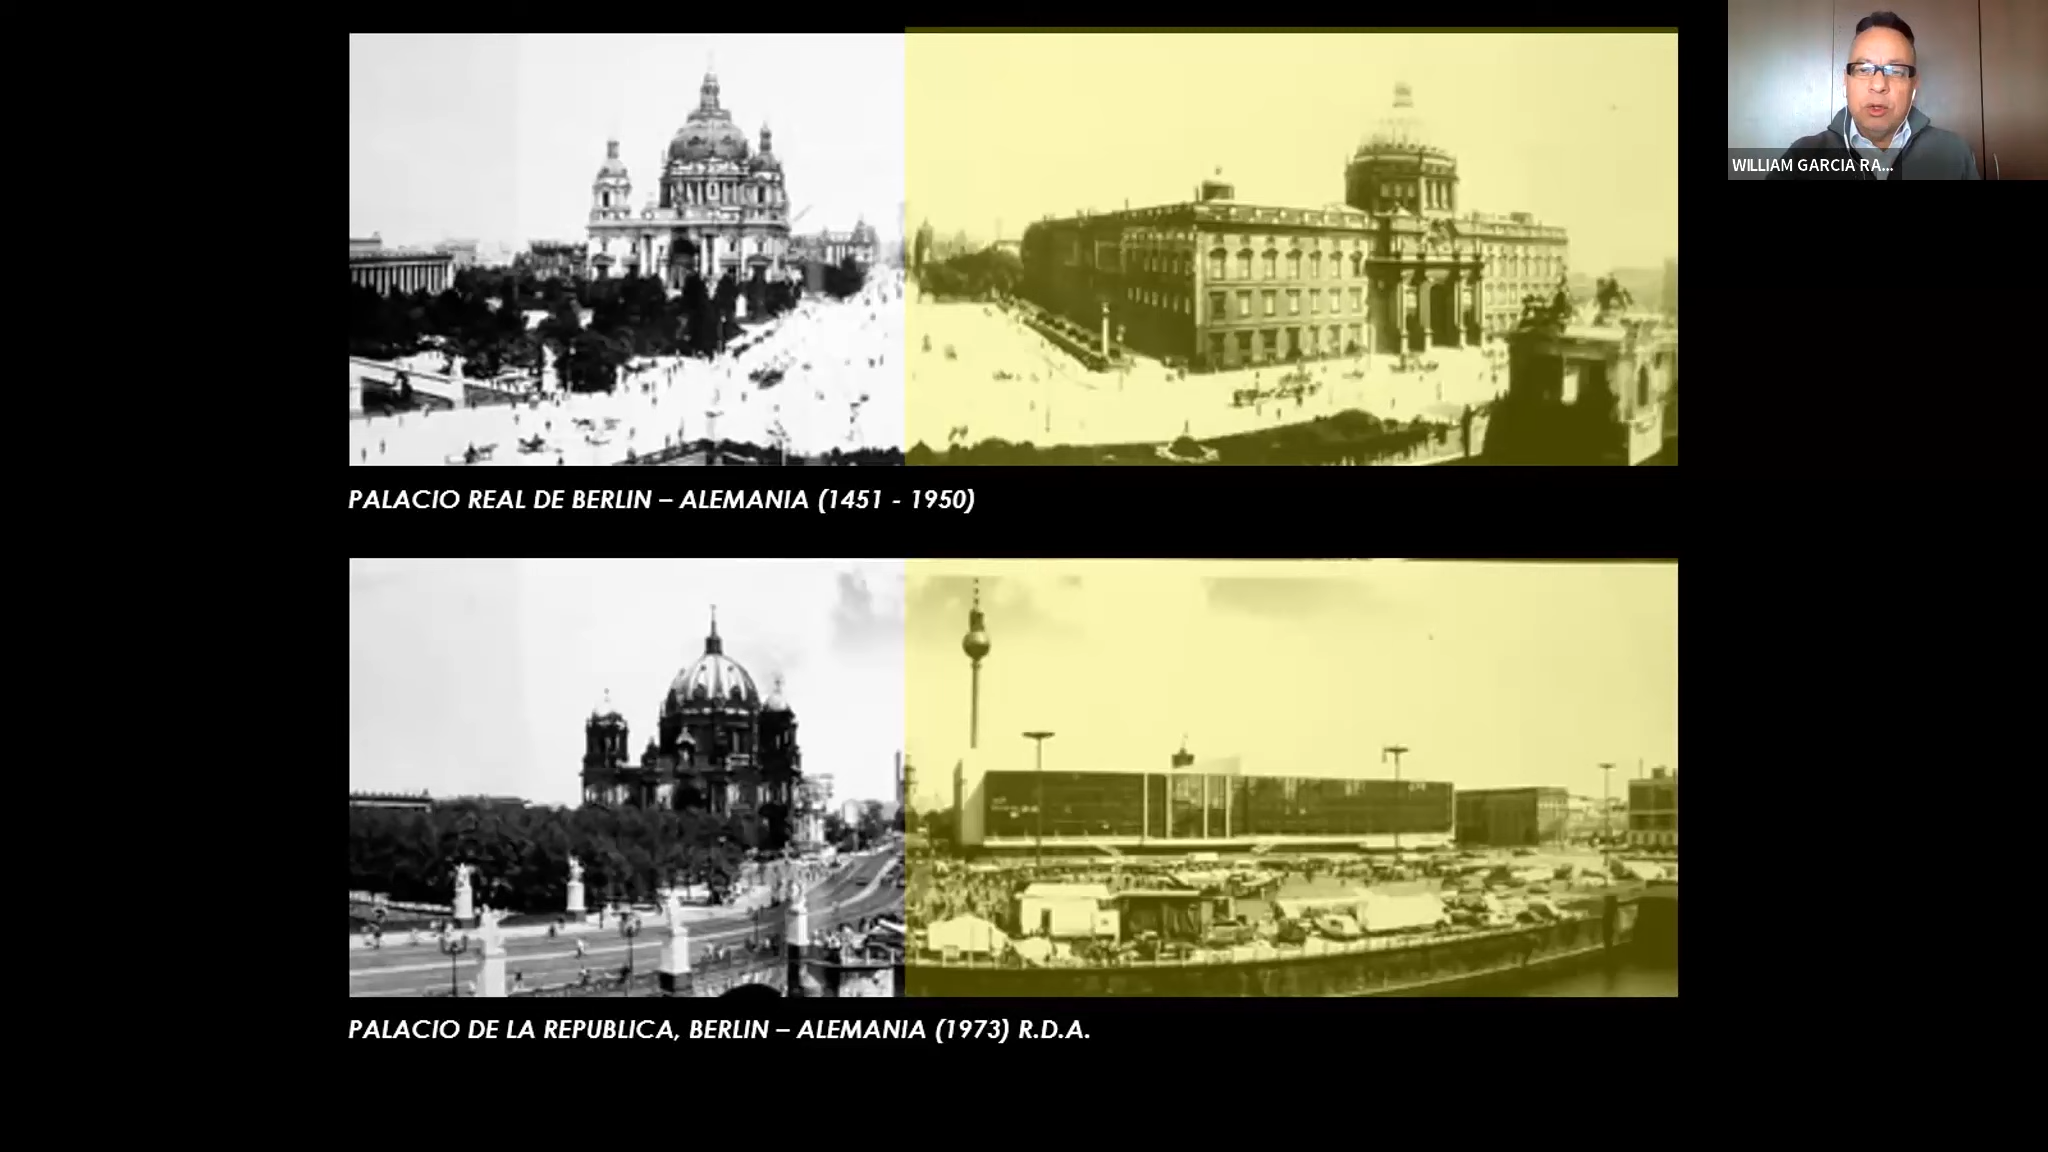 WILLIAM GARCIA RA...
PALACIO REAL DE BERLIN – ALEMANIA (1451 - 1950)
PALACIO DE LA REPUBLICA, BERLIN – ALEMANIA (1973) R.D.A.